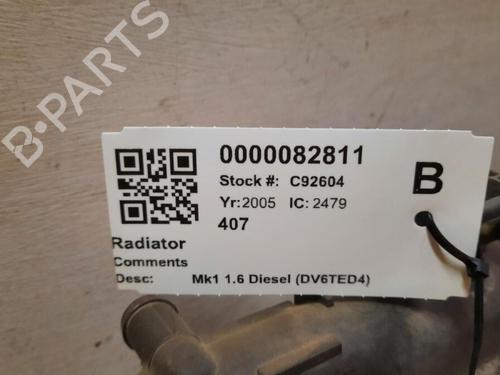 B-PARTS
0000082811
Stock #: C92604
B
Yr:2005 IC: 2479
407
Radiator
Comments
Desc: Mk1 1.6 Diesel (DV6TED4)